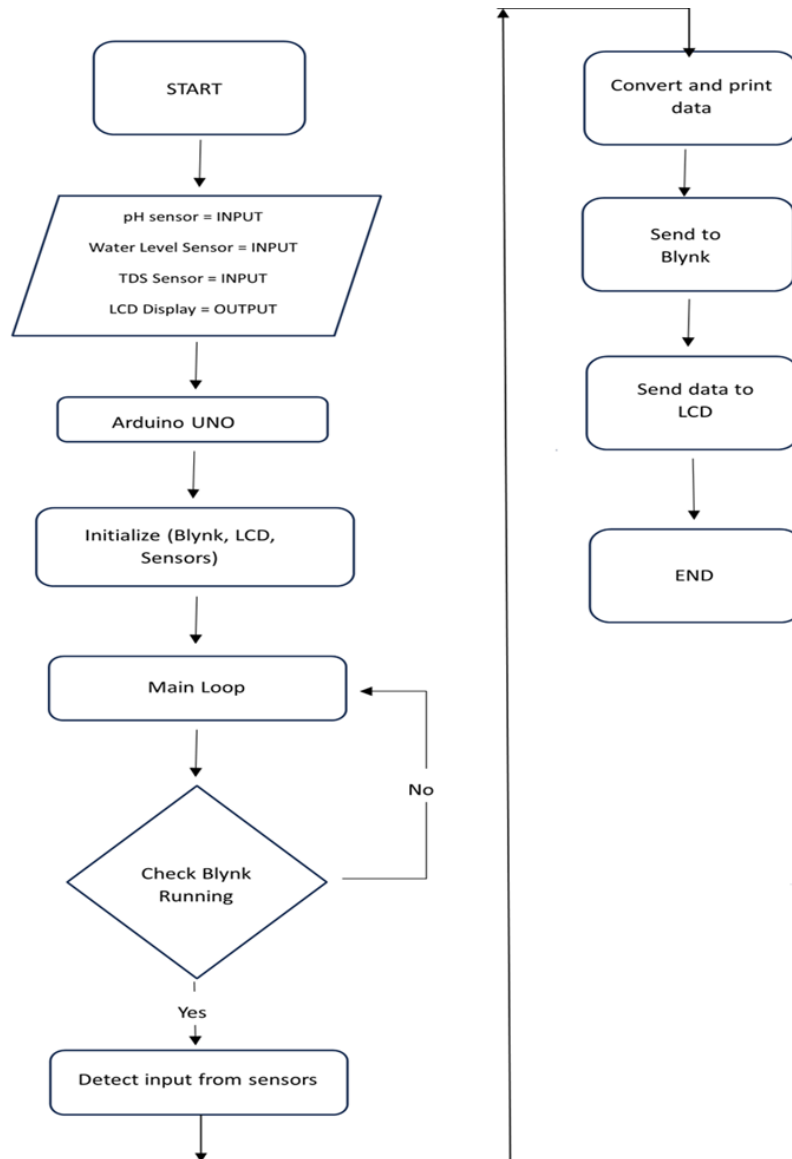 START
pH sensor = INPUT
Water Level Sensor = INPUT
TDS Sensor = INPUT
LCD Display = OUTPUT
Arduino UNO
Initialize (Blynk, LCD,
Sensors)
Main Loop
No
Check Blynk
Running
Yes
Detect input from sensors
Convert and print
data
Send to
Blynk
Send data to
LCD
END